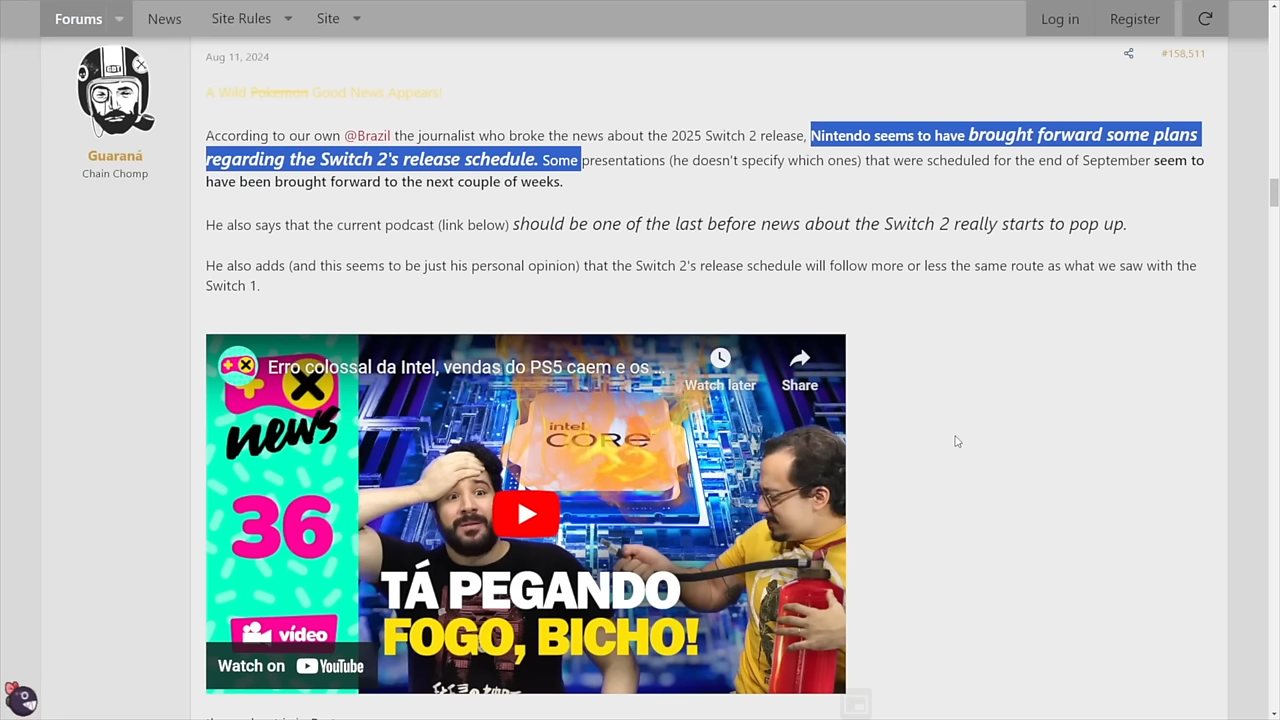 Forums News Site Rules Site Log in Register
Aug 11, 2024 #158,511
A Wild Pokemon Good News Appears!
Guaraná
Chain Chomp
According to our own @Brazil the journalist who broke the news about the 2025 Switch 2 release, Nintendo seems to have brought forward some plans
regarding the Switch 2's release schedule. Some presentations (he doesn't specify which ones) that were scheduled for the end of September seem to
have been brought forward to the next couple of weeks.
He also says that the current podcast (link below) should be one of the last before news about the Switch 2 really starts to pop up.
He also adds (and this seems to be just his personal opinion) that the Switch 2's release schedule will follow more or less the same route as what we saw with the
Switch 1.
Erro colossal da Intel, vendas do PS5 caem e os ...
Watch later Share
news
36
vídeo
intel
CORE
TÁ PEGANDO
FOGO, BICHO!
Watch on YouTube